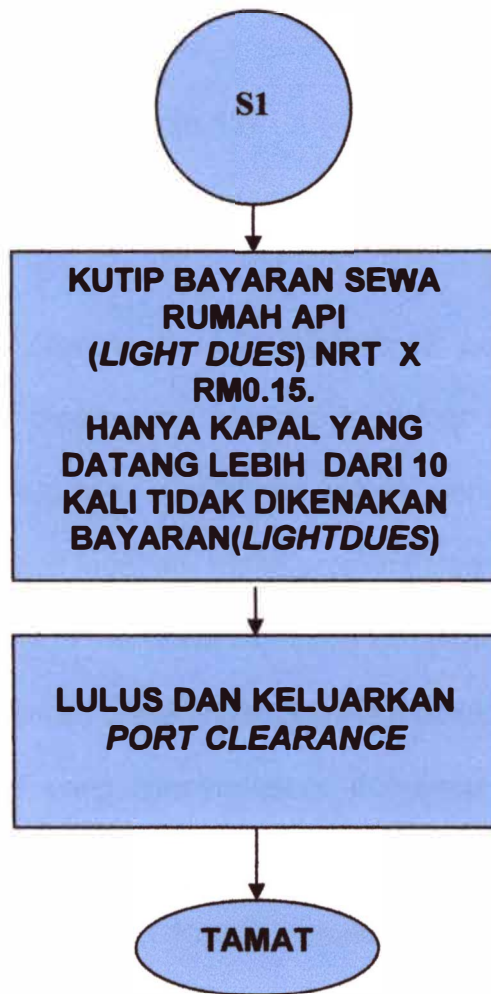 S1
KUTIP BAYARAN SEWA
RUMAH API
(LIGHT DUES) NRT X
RM0.15.
HANYA KAPAL YANG
DATANG LEBIH DARI 10
KALI TIDAK DIKENAKAN
BAYARAN(LIGHTDUES)
LULUS DAN KELUARKAN
PORT CLEARANCE
TAMAT